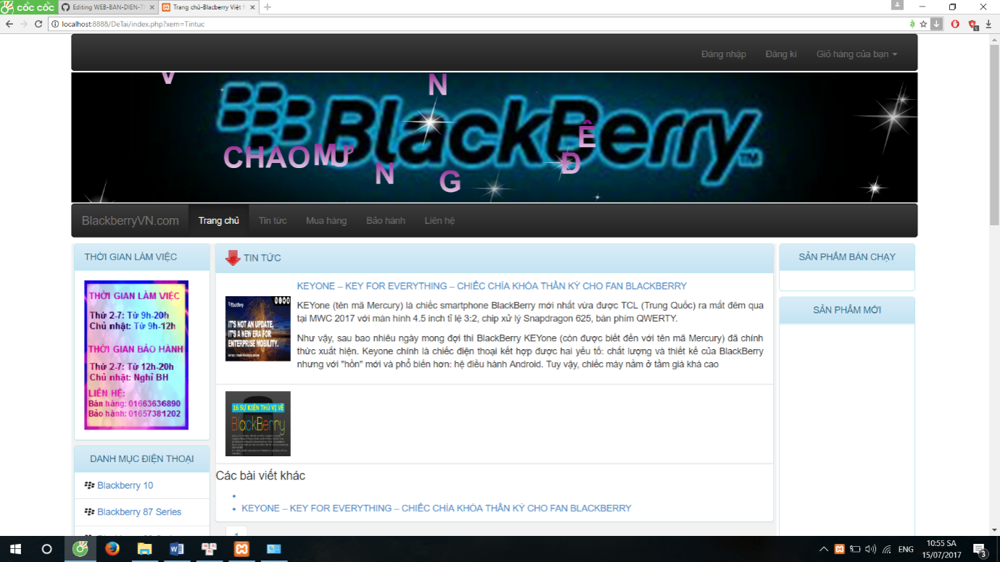 cốc cốc
Editing WEB-BAN-DIEN-T
Trang chủ-Blacberry Việt
localhost:8888/DeTai/index.php?xem=Tintuc
Đăng nhập Đăng kí Giỏ hàng của bạn
V
N
BlackBerry
TM
CHAO MƯ
N
G
Đ
Ê
BlackberryVN.com Trang chủ Tin tức Mua hàng Bảo hành Liên hệ
THỜI GIAN LÀM VIỆC
THỜI GIAN LÀM VIỆC
Thứ 2-7: Từ 9h-20h
Chủ nhật: Từ 9h-12h
THỜI GIAN BẢO HÀNH
Thứ 2-7: Từ 12h-20h
Chủ nhật: Nghỉ BH
LIÊN HỆ:
Bán hàng: 01663636890
Bảo hành: 01657381202
DANH MỤC ĐIỆN THOẠI
Blackberry 10
Blackberry 87 Series
TIN TỨC
KEYONE – KEY FOR EVERYTHING – CHIẾC CHÌA KHÓA THẦN KỲ CHO FAN BLACKBERRY
IT'S NOT AN UPDATE,
IT'S A NEW ERA FOR
ENTERPRISE MOBILITY.
KEYOne (tên mã Mercury) là chiếc smartphone BlackBerry mới nhất vừa được TCL (Trung Quốc) ra mắt đêm qua
tại MWC 2017 với màn hình 4.5 inch tỉ lệ 3:2, chip xử lý Snapdragon 625, bàn phím QWERTY.
Như vậy, sau bao nhiêu ngày mong đợi thì BlackBerry KEYone (còn được biết đến với tên mã Mercury) đã chính
thức xuất hiện. Keyone chính là chiếc điện thoại kết hợp được hai yếu tố: chất lượng và thiết kế của BlackBerry
nhưng với "hồn" mới và phổ biến hơn: hệ điều hành Android. Tuy vậy, chiếc máy nằm ở tầm giá khá cao
16 SỰ KIỆN THÚ VỊ VỀ
BlackBerry
Các bài viết khác
KEYONE – KEY FOR EVERYTHING – CHIẾC CHÌA KHÓA THẦN KỲ CHO FAN BLACKBERRY
1
SẢN PHẨM BÁN CHẠY
SẢN PHẨM MỚI
ENG
10:55 SA
15/07/2017
3